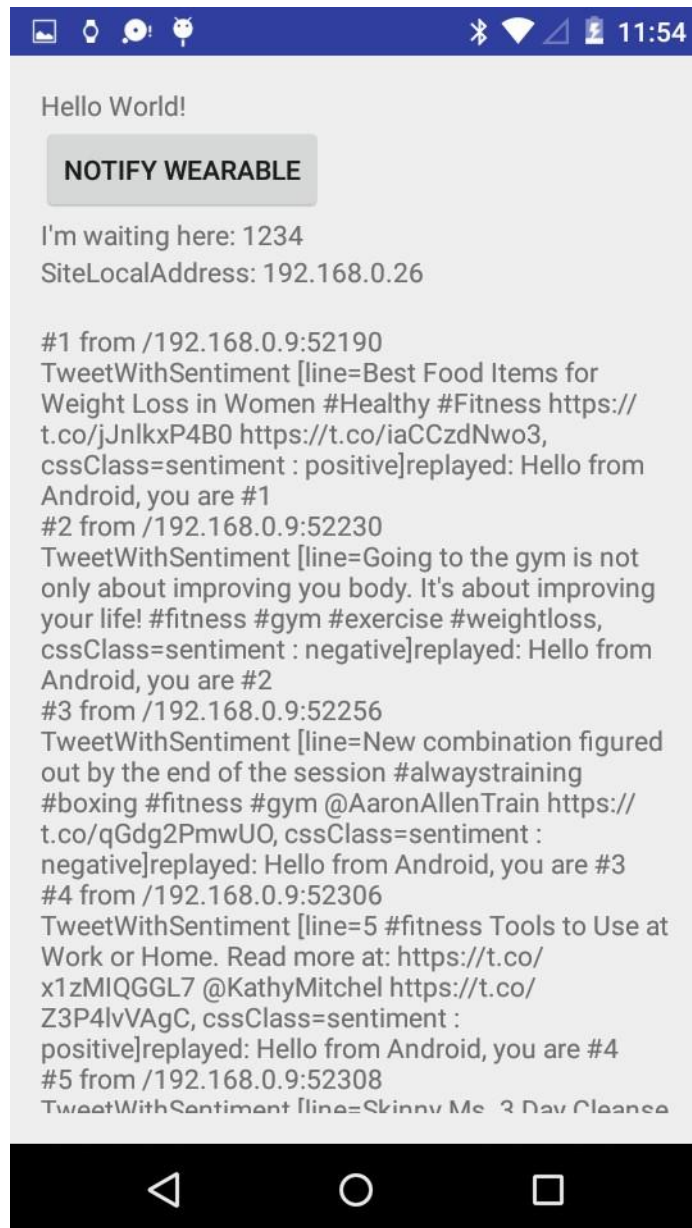 11:54
Hello World!
NOTIFY WEARABLE
I'm waiting here: 1234
SiteLocalAddress: 192.168.0.26
#1 from /192.168.0.9:52190
TweetWithSentiment [line=Best Food Items for
Weight Loss in Women #Healthy #Fitness https://
t.co/jJnlkxP4B0 https://t.co/iaCCzdNwo3,
cssClass=sentiment : positive]replayed: Hello from
Android, you are #1
#2 from /192.168.0.9:52230
TweetWithSentiment [line=Going to the gym is not
only about improving you body. It's about improving
your life! #fitness #gym #exercise #weightloss,
cssClass=sentiment : negative]replayed: Hello from
Android, you are #2
#3 from /192.168.0.9:52256
TweetWithSentiment [line=New combination figured
out by the end of the session #alwaystraining
#boxing #fitness #gym @AaronAllenTrain https://
t.co/qGdg2PmwUO, cssClass=sentiment :
negative]replayed: Hello from Android, you are #3
#4 from /192.168.0.9:52306
TweetWithSentiment [line=5 #fitness Tools to Use at
Work or Home. Read more at: https://t.co/
x1zMIQGGL7 @KathyMitchel https://t.co/
Z3P4lvVAgC, cssClass=sentiment :
positive]replayed: Hello from Android, you are #4
#5 from /192.168.0.9:52308
TweetWithSentiment [line=Skinny Ms. 3 Day Cleanse